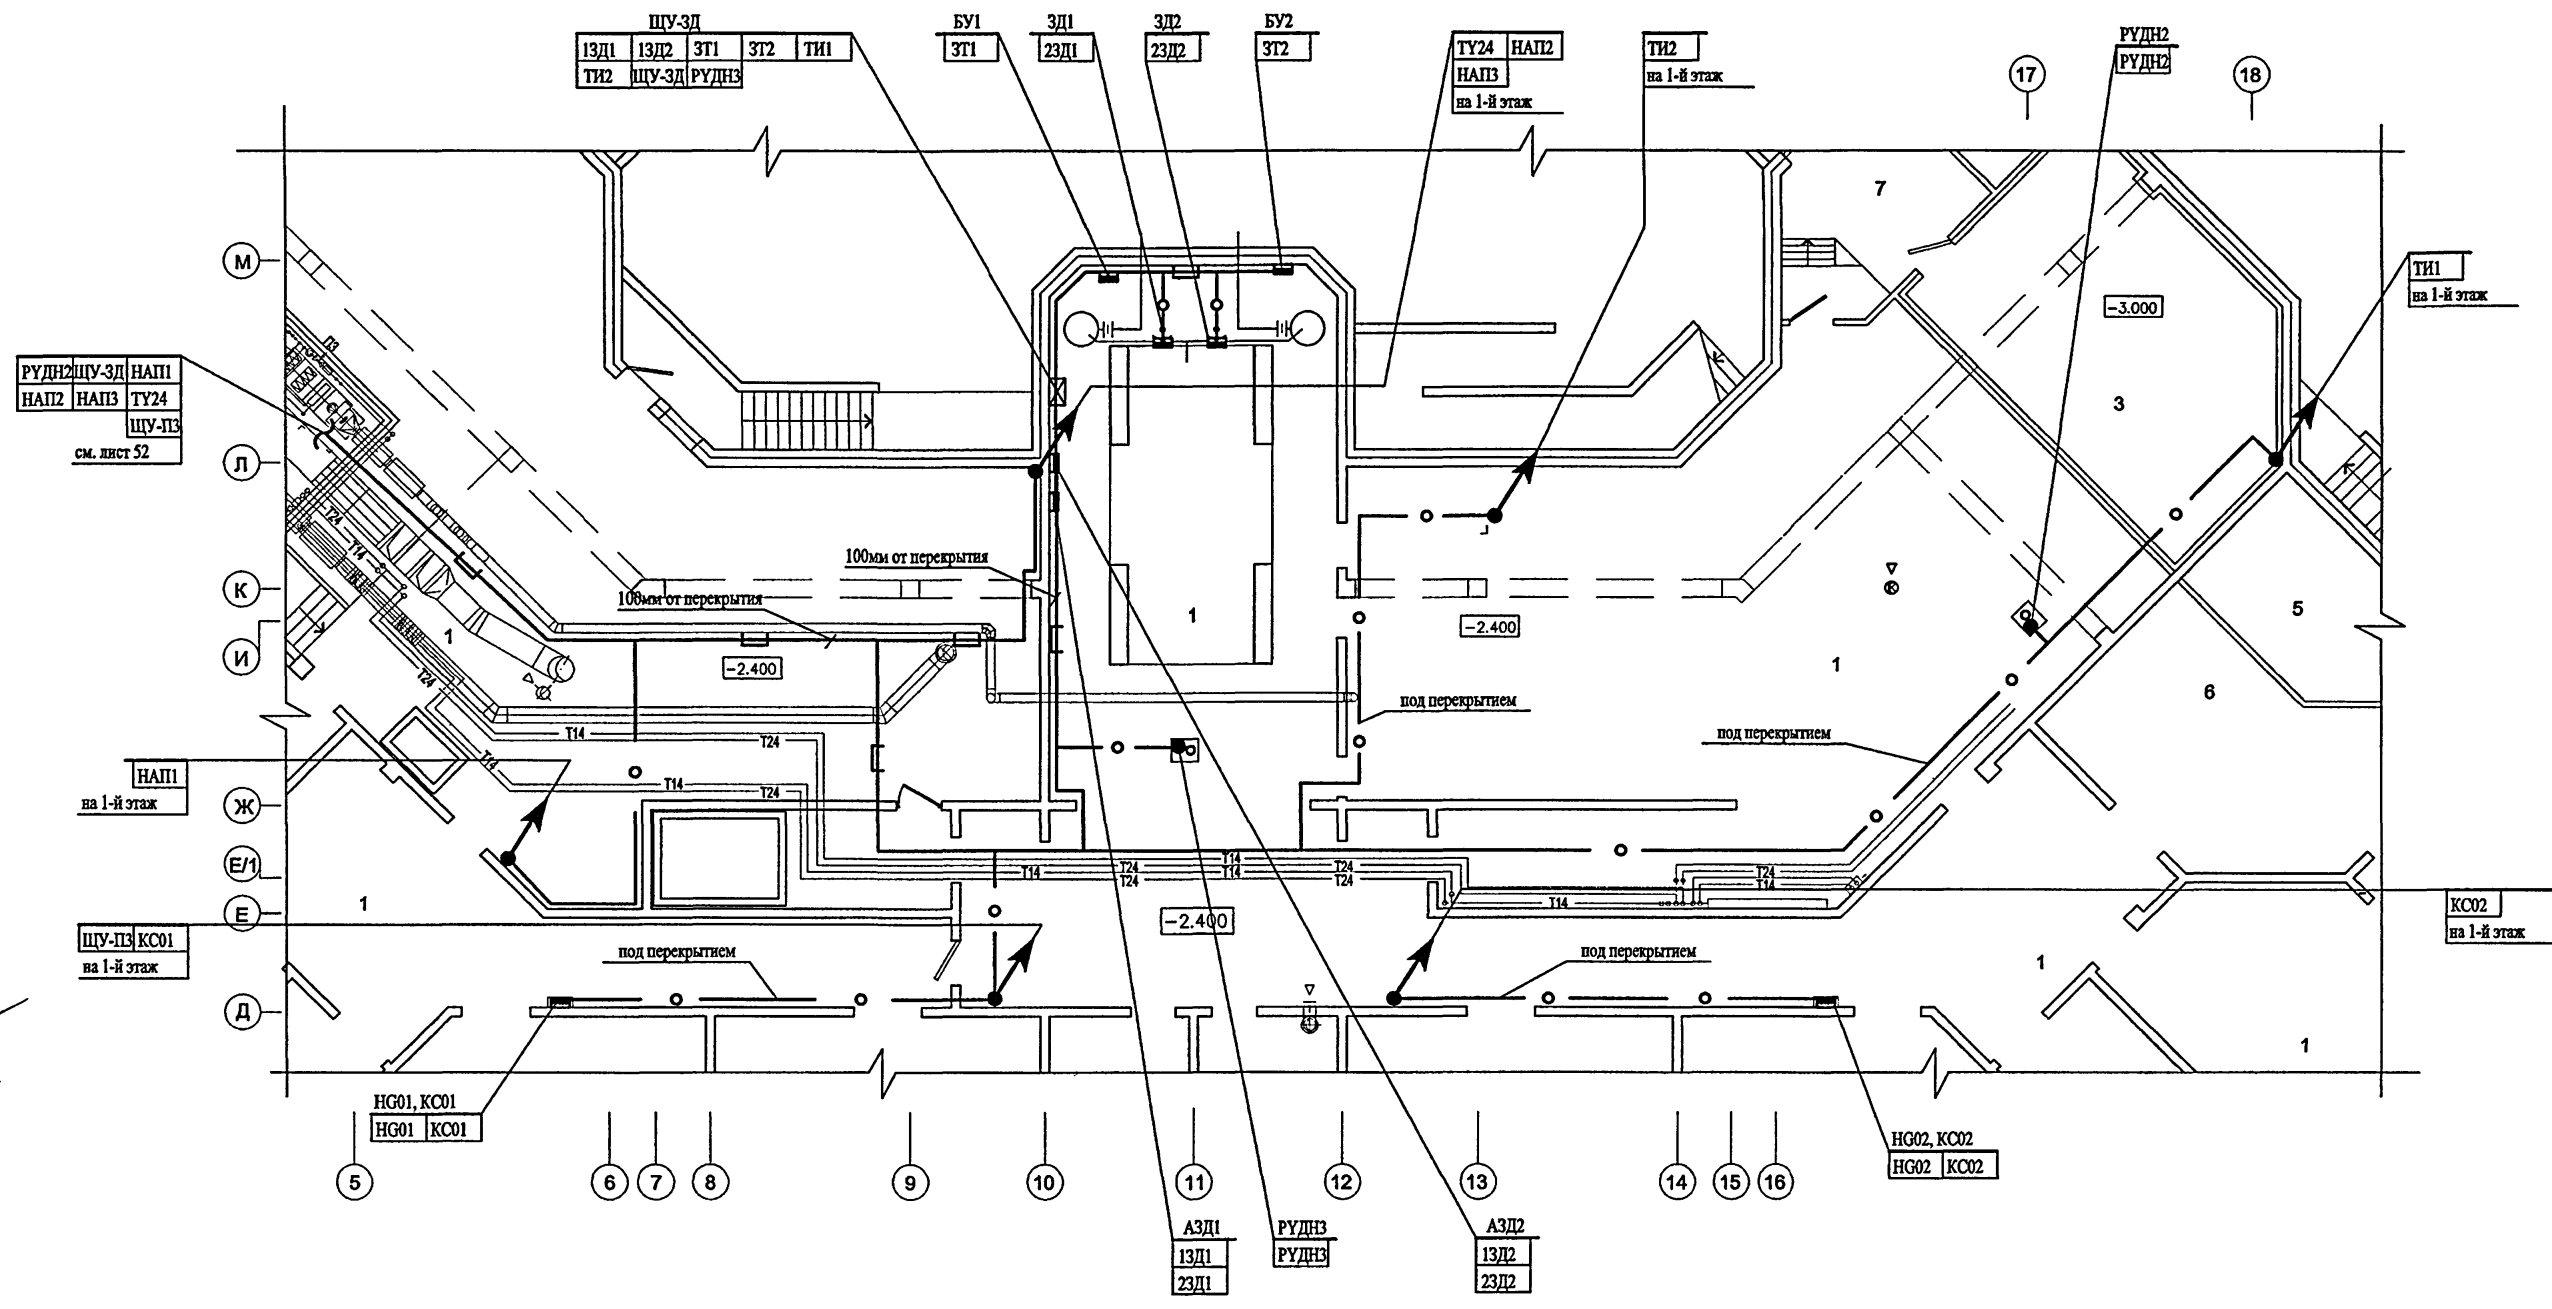 ЩУ-ЗД
1ЗД1 1ЗД2 ЗТ1 ЗТ2 ТИ1
ТИ2 ЩУ-ЗД РУДН3
БУ1
ЗТ1
ЗД1
2ЗД1
ЗД2
2ЗД2
БУ2
ЗТ2
ТУ24 НАП2
НАП3
на 1-й этаж
ТИ2
на 1-й этаж
РУДН2
РУДН2
17
18
7
М
ТИ1
на 1-й этаж
-3.000
П3
РУДН2 ЩУ-ЗД НАП1
НАП2 НАП3 ТУ24
ЩУ-П3
см. лист 52
3
Л
Т24
Т14
100мм от перекрытия
К
100мм от перекрытия
К
1
5
-2.400
1
И
-2.400
1
Т24
6
под перекрытием
под перекрытием
Т14
Т24
Т14
НАП1
на 1-й этаж
Т14
Т24
Ж
Е/1
Т14
Т24
Т24
Т14
Т14
Т24
Т24
Т24
Т14
Е
1
Т14
КС02
на 1-й этаж
-2.400
ЩУ-П3 КС01
на 1-й этаж
под перекрытием
под перекрытием
1
Д
1
HG01, КС01
HG01 КС01
HG02, КС02
HG02 КС02
5
6
7
8
9
10
11
12
13
14
15
16
АЗД1
1ЗД1
2ЗД1
РУДН3
РУДН3
АЗД2
1ЗД2
2ЗД2